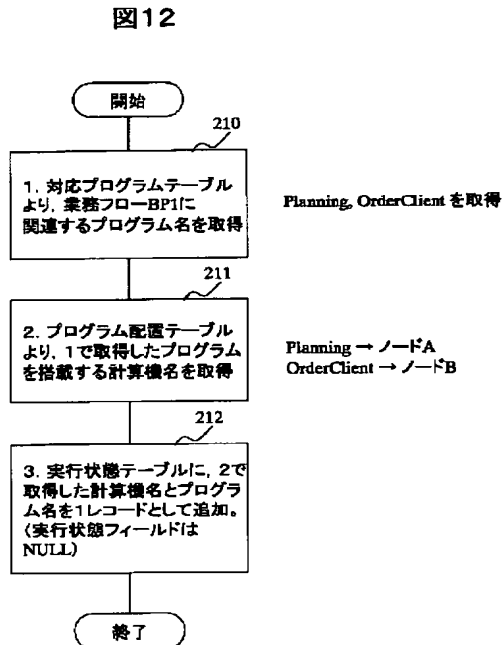 図12
開始
210
1. 対応プログラムテーブル
より, 業務フローBP1に
関連するプログラム名を取得
Planning, OrderClient を取得
211
2. プログラム配置テーブル
より, 1で取得したプログラム
を搭載する計算機名を取得
Planning → ノードA
OrderClient → ノードB
212
3. 実行状態テーブルに, 2で
取得した計算機名とプログラ
ム名を1レコードとして追加。
(実行状態フィールドは
NULL)
終了